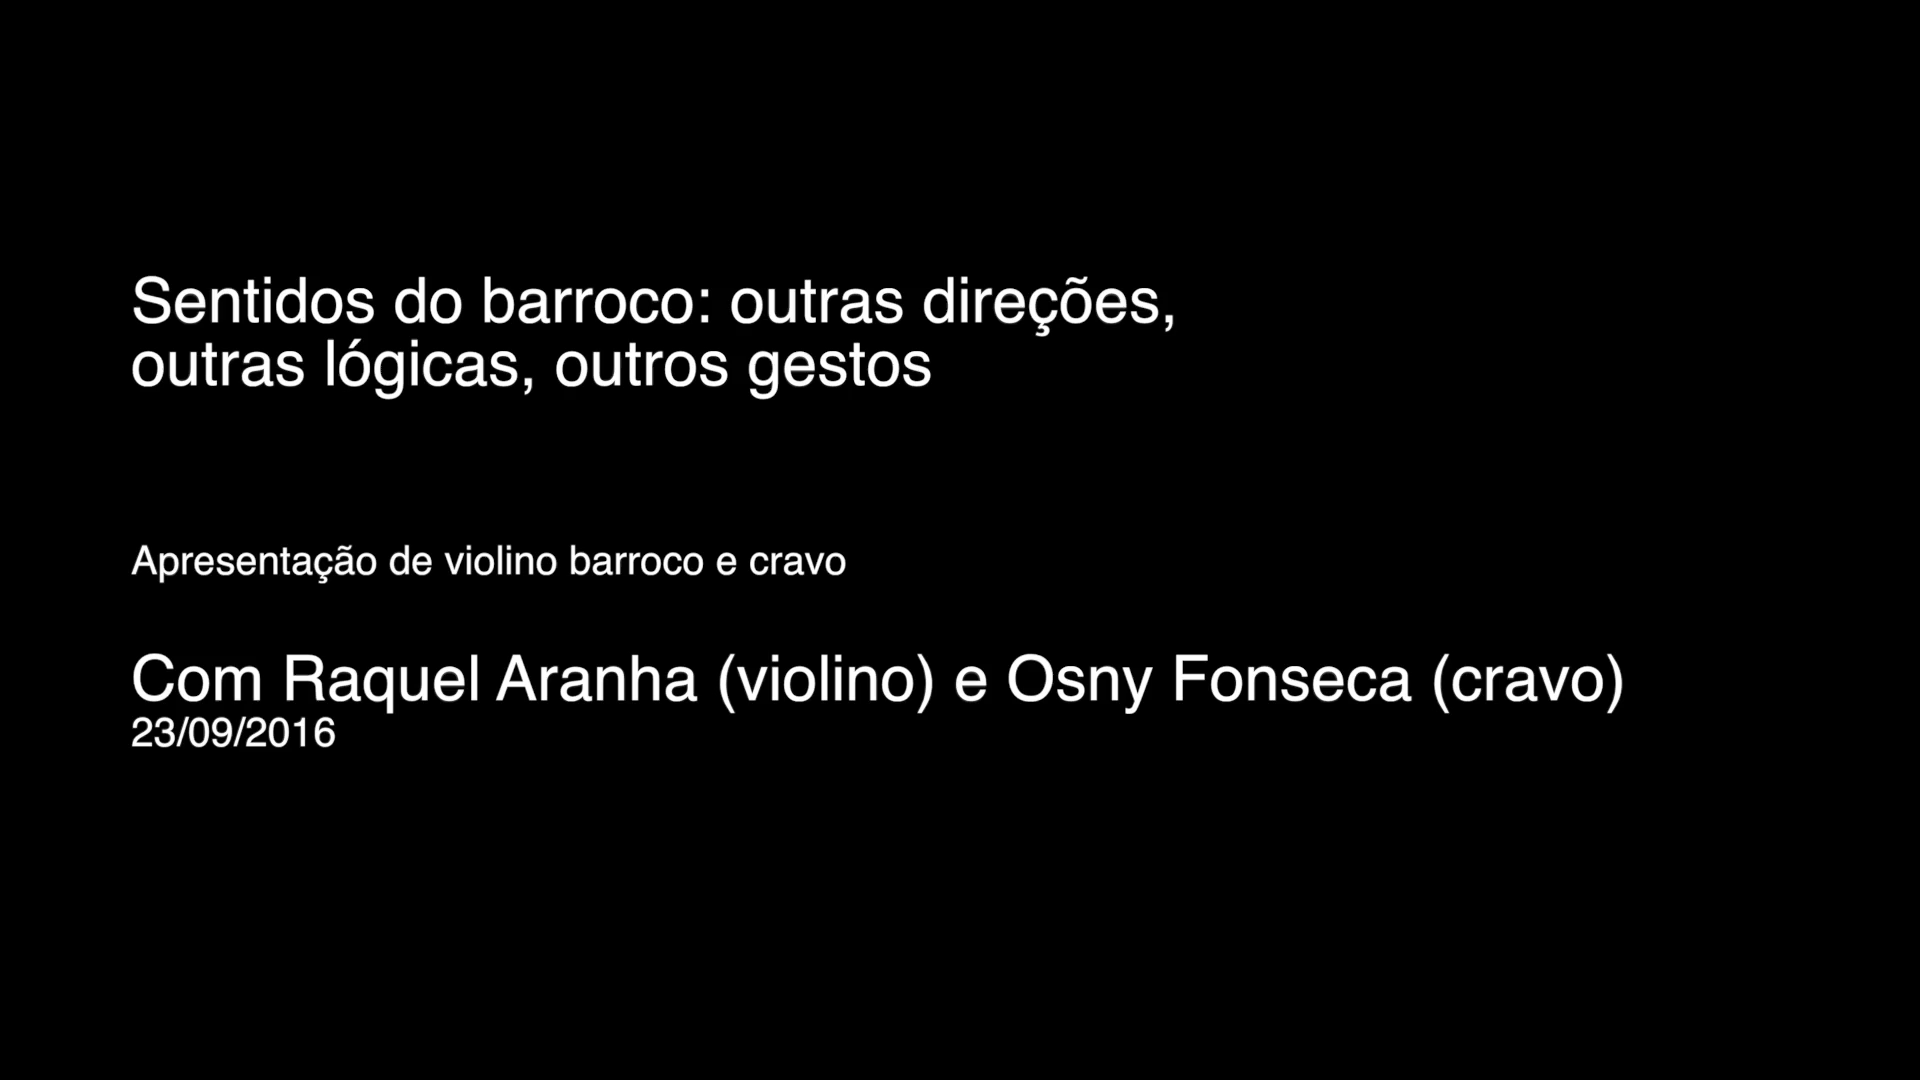 Sentidos do barroco: outras direções,
outras lógicas, outros gestos
Apresentação de violino barroco e cravo
Com Raquel Aranha (violino) e Osny Fonseca (cravo)
23/09/2016